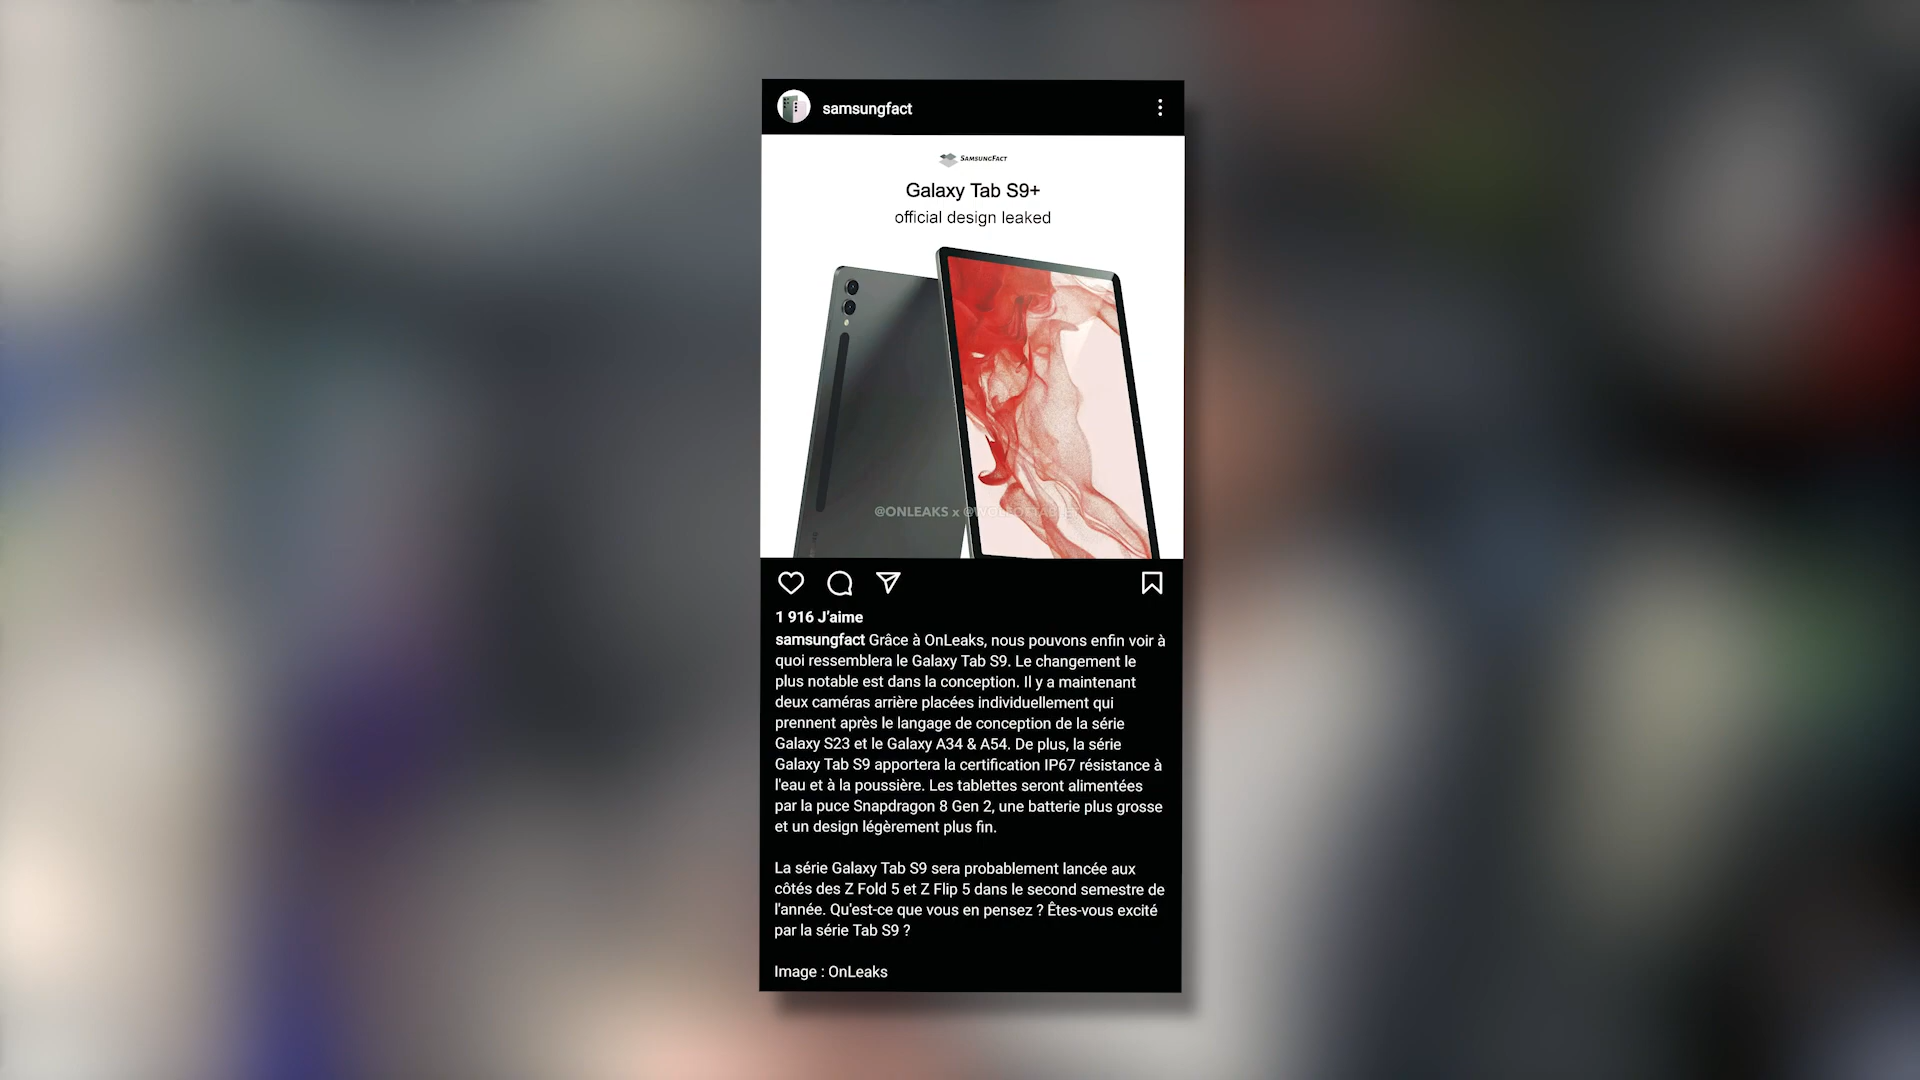 samsungfact
SAMSUNGFACT
Galaxy Tab S9+
official design leaked
@ONLEAKS x
1 916 J'aime
samsungfact Grâce à OnLeaks, nous pouvons enfin voir à
quoi ressemblera le Galaxy Tab S9. Le changement le
plus notable est dans la conception. Il y a maintenant
deux caméras arrière placées individuellement qui
prennent après le langage de conception de la série
Galaxy S23 et le Galaxy A34 & A54. De plus, la série
Galaxy Tab S9 apportera la certification IP67 résistance à
l'eau et à la poussière. Les tablettes seront alimentées
par la puce Snapdragon 8 Gen 2, une batterie plus grosse
et un design légèrement plus fin.
La série Galaxy Tab S9 sera probablement lancée aux
côtés des Z Fold 5 et Z Flip 5 dans le second semestre de
l'année. Qu'est-ce que vous en pensez ? Êtes-vous excité
par la série Tab S9 ?
Image : OnLeaks